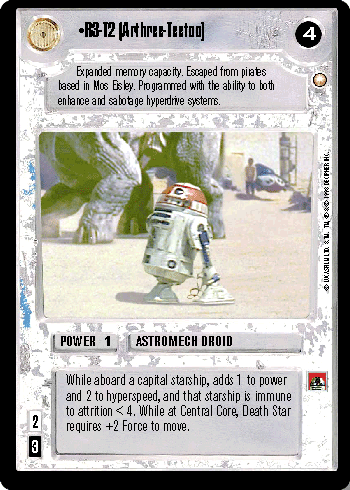 •R3-T2 (Arthree-Teetoo)
4
Expanded memory capacity. Escaped from pirates
based in Mos Eisley. Programmed with the ability to both
enhance and sabotage hyperdrive systems.
POWER 1
ASTROMECH DROID
While aboard a capital starship, adds 1 to power
and 2 to hyperspeed, and that starship is immune
to attrition < 4. While at Central Core, Death Star
requires +2 Force to move.
2
3